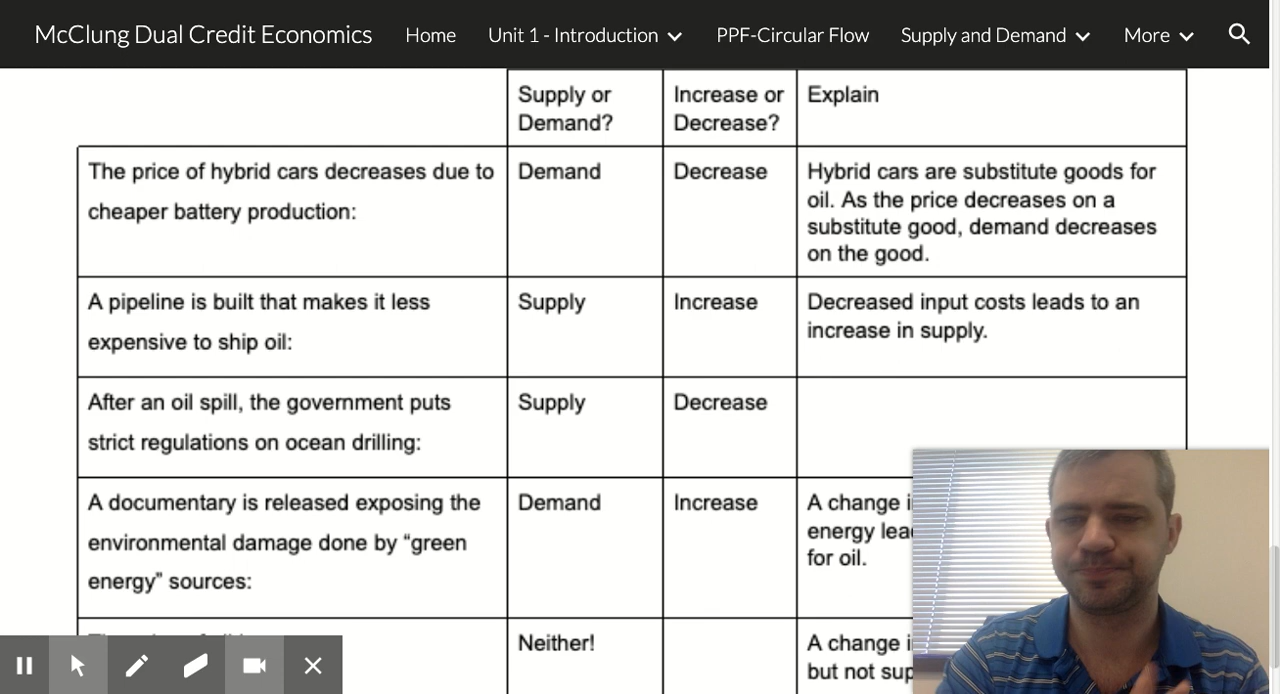 McClung Dual Credit Economics Home Unit 1 - Introduction PPF-Circular Flow Supply and Demand More
Supply or
Demand?
Increase or
Decrease?
Explain
The price of hybrid cars decreases due to
cheaper battery production:
Demand
Decrease
Hybrid cars are substitute goods for
oil. As the price decreases on a
substitute good, demand decreases
on the good.
A pipeline is built that makes it less
expensive to ship oil:
Supply
Increase
Decreased input costs leads to an
increase in supply.
After an oil spill, the government puts
strict regulations on ocean drilling:
Supply
Decrease
A documentary is released exposing the
environmental damage done by “green
energy” sources:
Demand
Increase
A change i
energy lea
for oil.
Neither!
A change i
but not sup